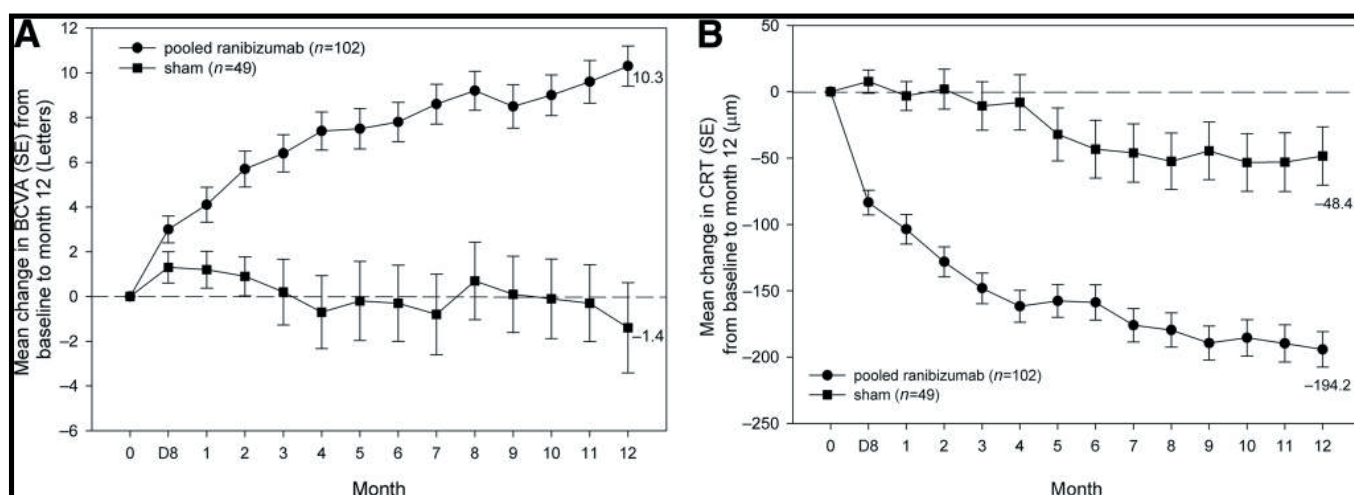 A
Mean change in BCVA (SE) from
baseline to month 12 (Letters)
12
10
8
6
4
2
0
−2
−4
−6
pooled ranibizumab (n=102)
sham (n=49)
10.3
−1.4
0 D8 1 2 3 4 5 6 7 8 9 10 11 12
Month
B
Mean change in CRT (SE)
from baseline to month 12 (μm)
50
0
−50
−100
−150
−200
−250
−48.4
−194.2
pooled ranibizumab (n=102)
sham (n=49)
0 D8 1 2 3 4 5 6 7 8 9 10 11 12
Month